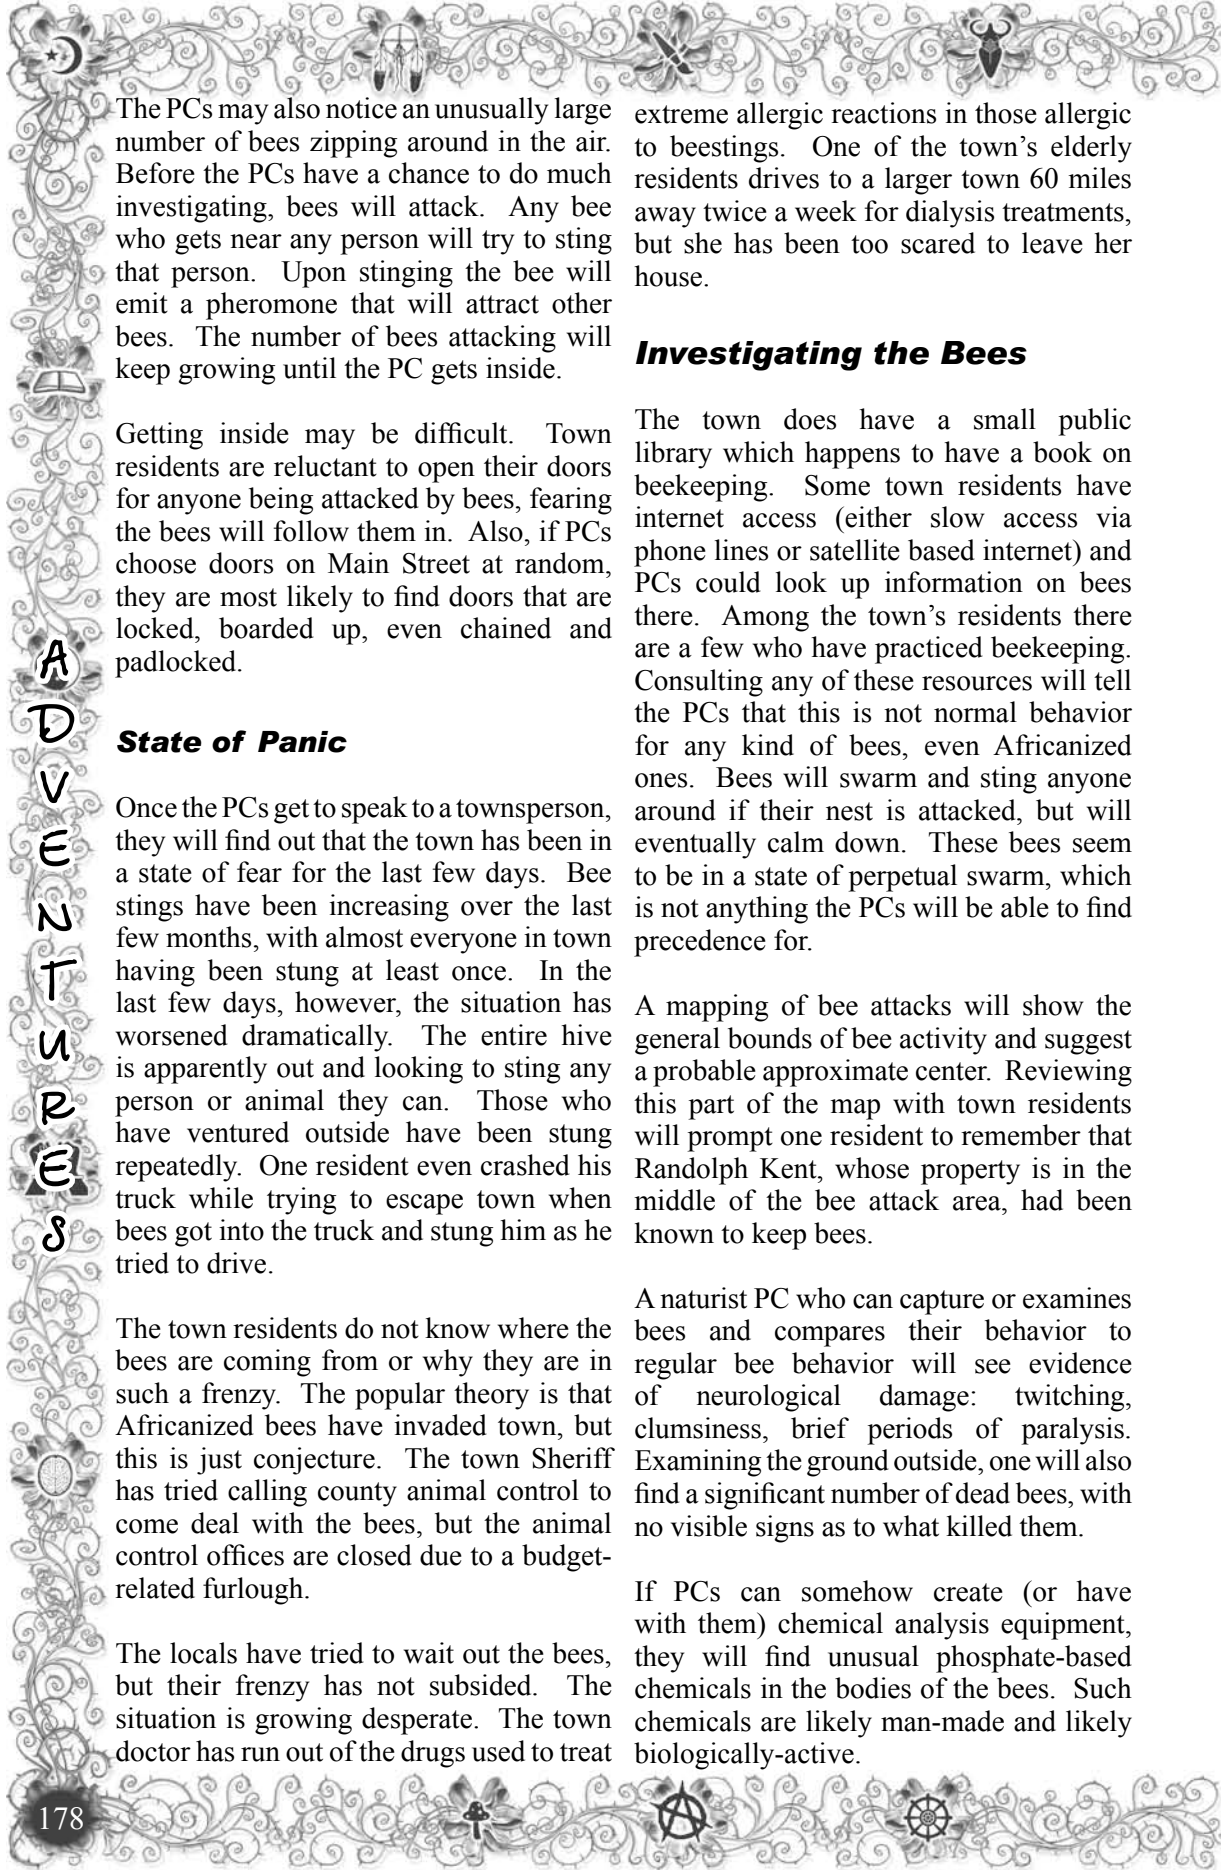 The PCs may also notice an unusually large
number of bees zipping around in the air.
Before the PCs have a chance to do much
investigating, bees will attack.  Any bee
who gets near any person will try to sting
that person.  Upon stinging the bee will
emit a pheromone that will attract other
bees.  The number of bees attacking will
keep growing until the PC gets inside.

Getting inside may be difficult.  Town
residents are reluctant to open their doors
for anyone being attacked by bees, fearing
the bees will follow them in.  Also, if PCs
choose doors on Main Street at random,
they are most likely to find doors that are
locked, boarded up, even chained and
padlocked.

State of Panic

Once the PCs get to speak to a townsperson,
they will find out that the town has been in
a state of fear for the last few days.  Bee
stings have been increasing over the last
few months, with almost everyone in town
having been stung at least once.  In the
last few days, however, the situation has
worsened dramatically.  The entire hive
is apparently out and looking to sting any
person or animal they can.  Those who
have ventured outside have been stung
repeatedly.  One resident even crashed his
truck while trying to escape town when
bees got into the truck and stung him as he
tried to drive.

The town residents do not know where the
bees are coming from or why they are in
such a frenzy.  The popular theory is that
Africanized bees have invaded town, but
this is just conjecture.  The town Sheriff
has tried calling county animal control to
come deal with the bees, but the animal
control offices are closed due to a budget-
related furlough.

The locals have tried to wait out the bees,
but their frenzy has not subsided.  The
situation is growing desperate.  The town
doctor has run out of the drugs used to treat
extreme allergic reactions in those allergic
to beestings.  One of the town's elderly
residents drives to a larger town 60 miles
away twice a week for dialysis treatments,
but she has been too scared to leave her
house.

Investigating the Bees

The town does have a small public
library which happens to have a book on
beekeeping.  Some town residents have
internet access (either slow access via
phone lines or satellite based internet) and
PCs could look up information on bees
there.  Among the town's residents there
are a few who have practiced beekeeping.
Consulting any of these resources will tell
the PCs that this is not normal behavior
for any kind of bees, even Africanized
ones.  Bees will swarm and sting anyone
around if their nest is attacked, but will
eventually calm down.  These bees seem
to be in a state of perpetual swarm, which
is not anything the PCs will be able to find
precedence for.

A mapping of bee attacks will show the
general bounds of bee activity and suggest
a probable approximate center.  Reviewing
this part of the map with town residents
will prompt one resident to remember that
Randolph Kent, whose property is in the
middle of the bee attack area, had been
known to keep bees.

A naturist PC who can capture or examines
bees and compares their behavior to
regular bee behavior will see evidence
of neurological damage: twitching,
clumsiness, brief periods of paralysis.
Examining the ground outside, one will also
find a significant number of dead bees, with
no visible signs as to what killed them.

If PCs can somehow create (or have
with them) chemical analysis equipment,
they will find unusual phosphate-based
chemicals in the bodies of the bees.  Such
chemicals are likely man-made and likely
biologically-active.

ADVENTURES
178